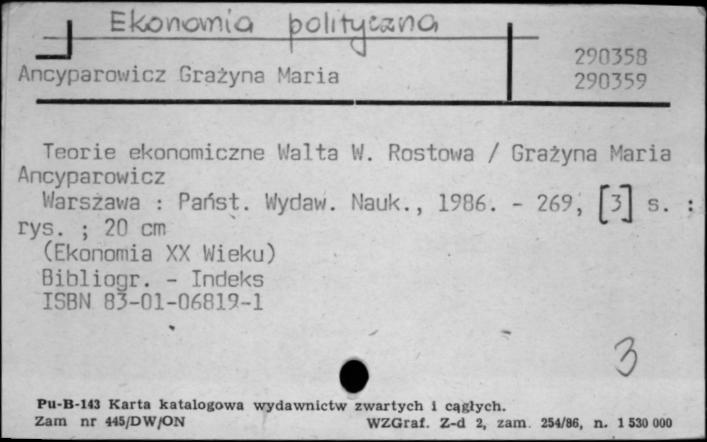 Ekonomia polityczna
290358
Ancyparowicz Grażyna Maria
290359
Teorie ekonomiczne Walta W. Rostowa / Grażyna Maria
Ancyparowicz
Warszawa : Państ. Wydaw. Nauk., 1986. - 269, [3] s. :
rys. ; 20 cm
(Ekonomia XX Wieku)
Bibliogr. - Indeks
ISBN 83-01-06819-1
3
Pu-B-143 Karta katalogowa wydawnictw zwartych i cągłych.
Zam nr 445/DW/ON WZGraf. Z-d 2, zam. 254/86, n. 1 530 000